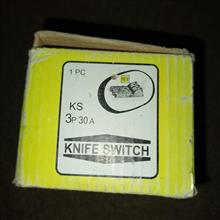 1 PC
KS
3P 30 A
KNIFE SWITCH